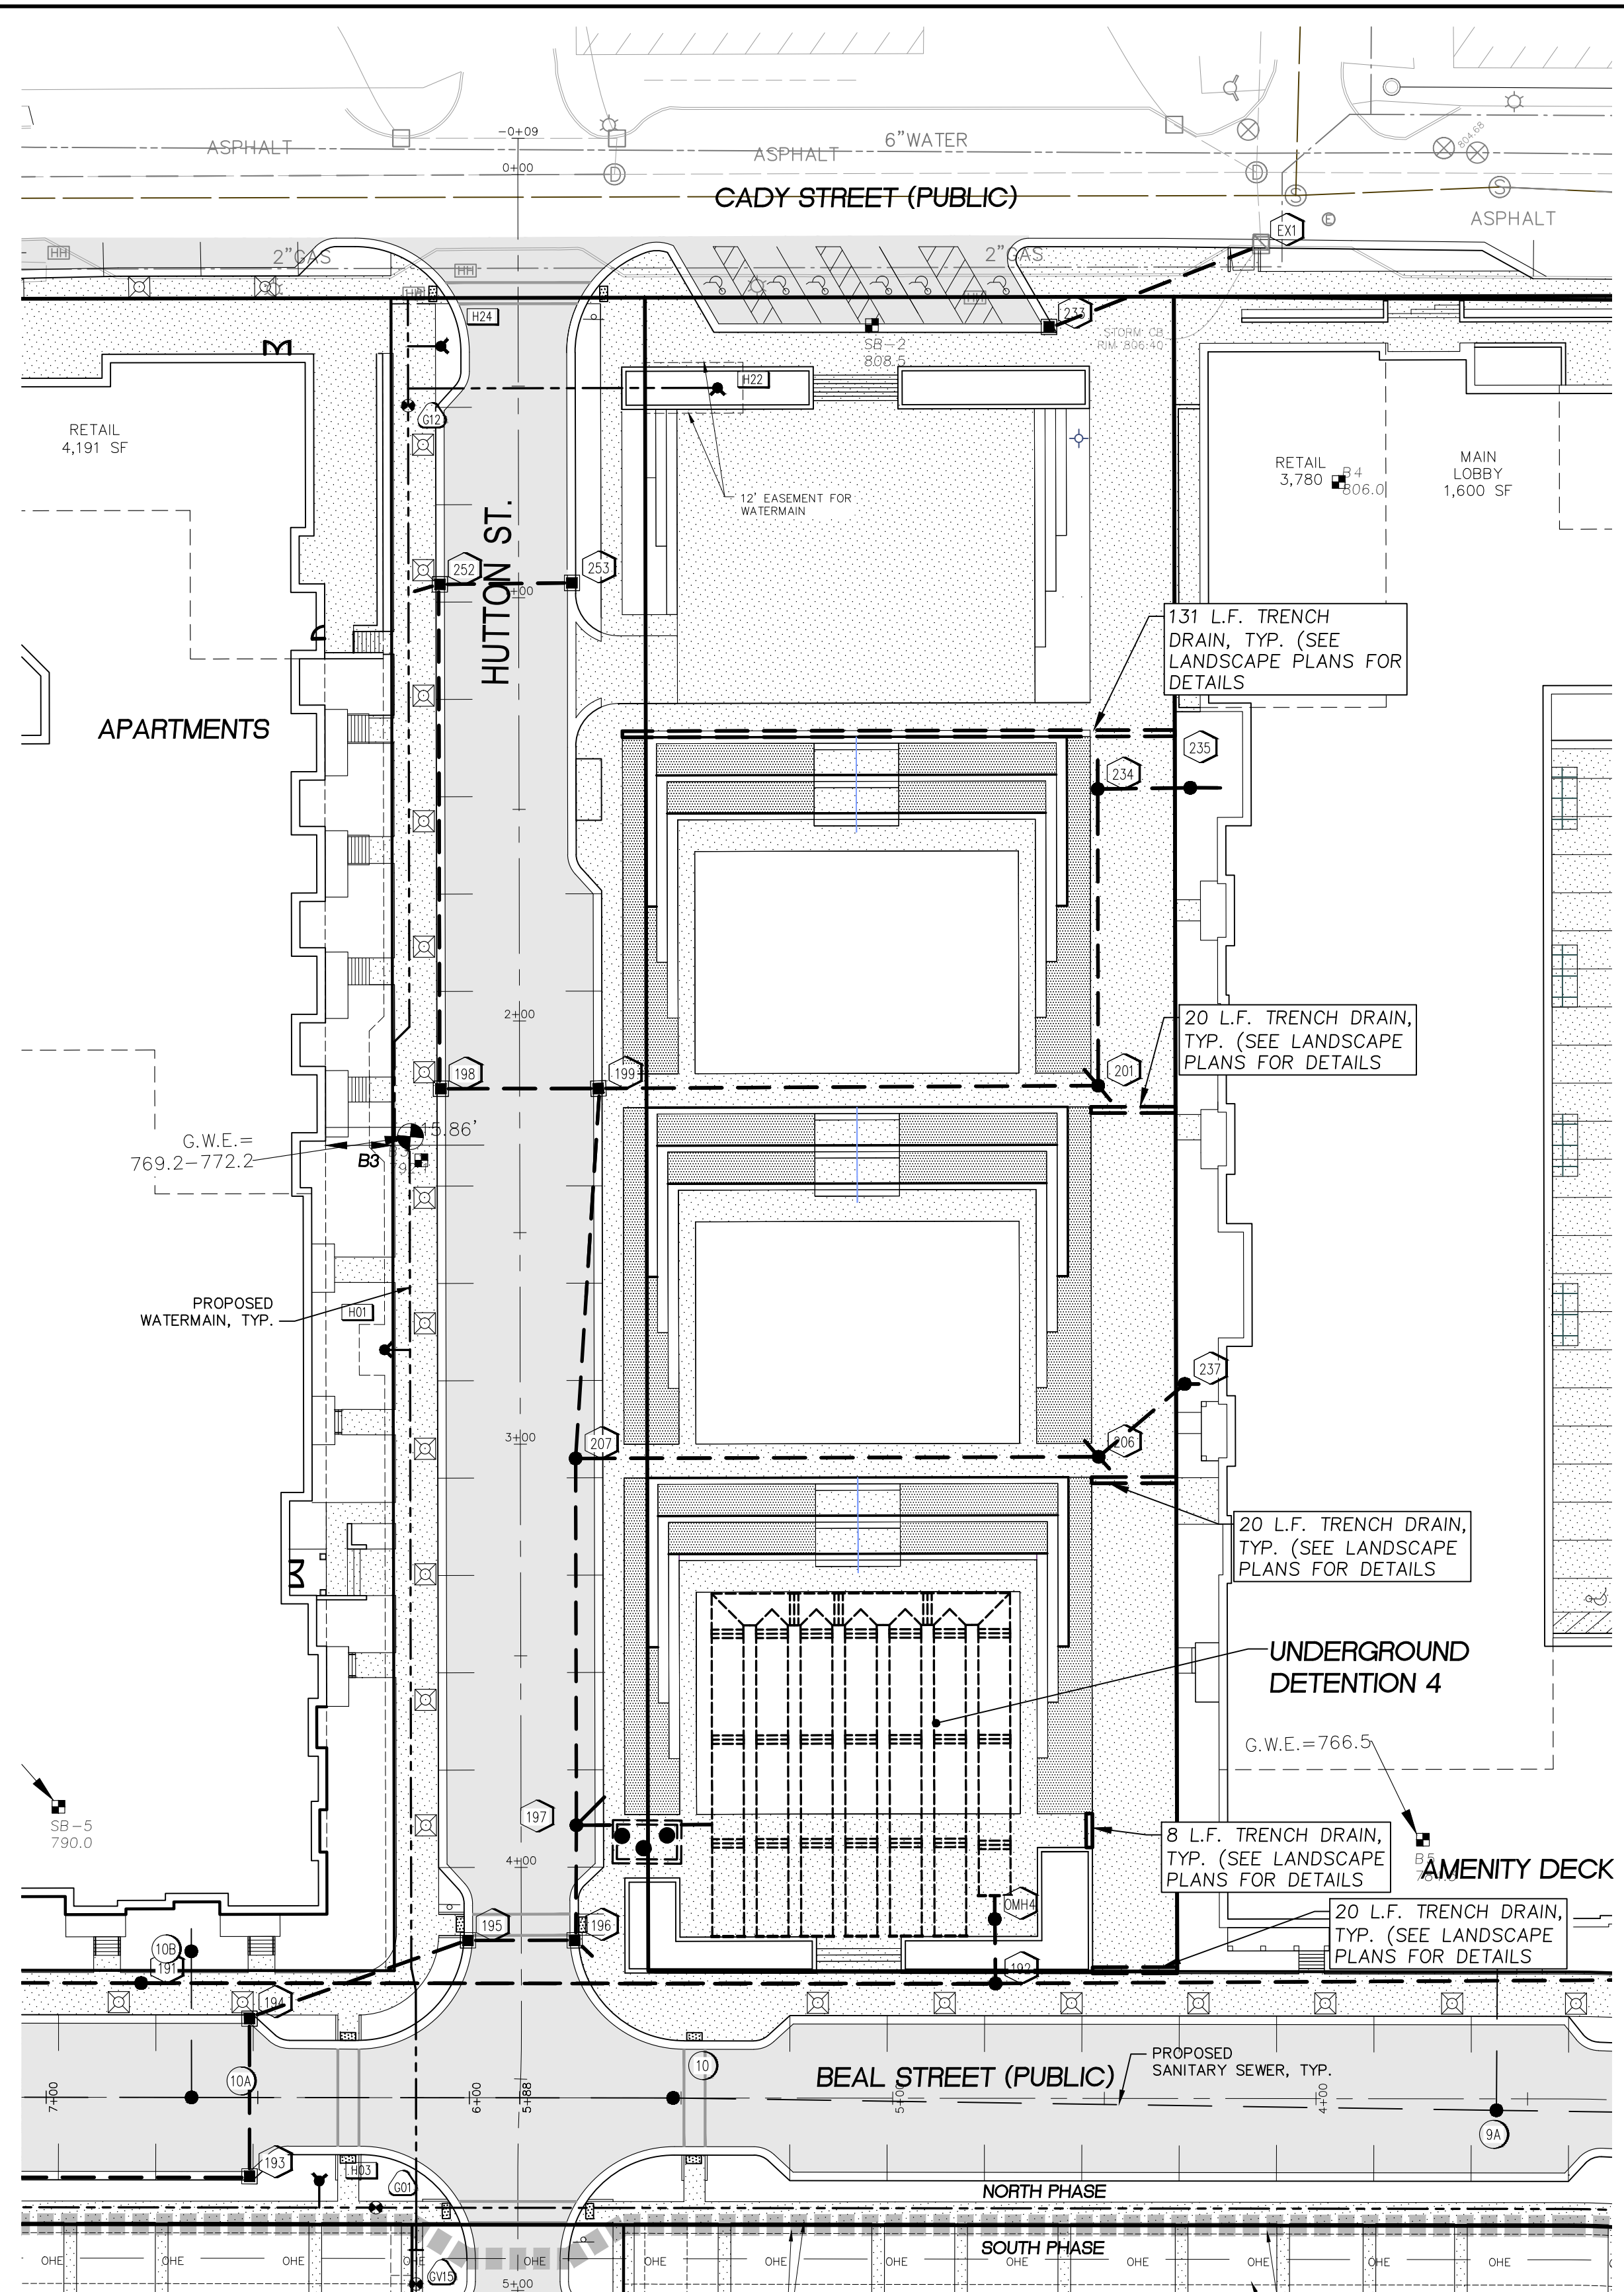 ASPHALT
-0+09
0+00
ASPHALT
6"WATER
D
D
804.68
S
S
E
CADY STREET (PUBLIC)
ASPHALT
EX1
HH
2"GAS
HH
HH
2"GAS
HH
H24
233
SB-2
808.5
STORM CB
RIM 806.40
H22
G12
RETAIL
4,191 SF
RETAIL
3,780
B4
806.0
MAIN
LOBBY
1,600 SF
12' EASEMENT FOR
WATERMAIN
HUTTON ST.
252
253
+00
131 L.F. TRENCH
DRAIN, TYP. (SEE
LANDSCAPE PLANS FOR
DETAILS
APARTMENTS
235
234
2+00
20 L.F. TRENCH DRAIN,
TYP. (SEE LANDSCAPE
PLANS FOR DETAILS
198
199
201
15.86'
G.W.E.=
769.2-772.2
B3
PROPOSED
WATERMAIN, TYP.
H01
237
3+00
207
206
20 L.F. TRENCH DRAIN,
TYP. (SEE LANDSCAPE
PLANS FOR DETAILS
UNDERGROUND
DETENTION 4
G.W.E.=766.5
SB-5
790.0
197
4+00
8 L.F. TRENCH DRAIN,
TYP. (SEE LANDSCAPE
PLANS FOR DETAILS
B5
AMENITY DECK
OMH4
20 L.F. TRENCH DRAIN,
TYP. (SEE LANDSCAPE
PLANS FOR DETAILS
195
196
10B
191
192
194
10
10A
BEAL STREET (PUBLIC)
PROPOSED
SANITARY SEWER, TYP.
7+00
6+00
5+88
5+00
4+00
9A
193
H03
G01
NORTH PHASE
SOUTH PHASE
OHE
OHE
OHE
OHE
OHE
OHE
OHE
OHE
OHE
OHE
OHE
OHE
OHE
GV15
5+00